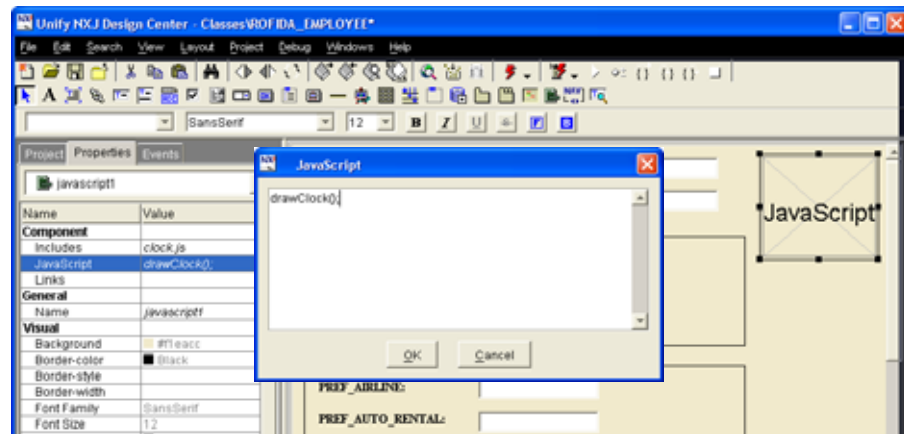 Unify NXJ Design Center - Classes\ROFIDA_EMPLOYEE*
File Edit Search View Layout Project Debug Windows Help
SansSerif 12 B I U
Project Properties Events
javascript1
Name Value
Component
Includes clock.js
JavaScript drawClock();
Links
General
Name javascript1
Visual
Background #f1eacc
Border-color Black
Border-style
Border-width
Font Family SansSerif
Font Size 12
JavaScript
drawClock();
OK Cancel
JavaScript
PREF_AIRLINE:
PREF_AUTO_RENTAL: